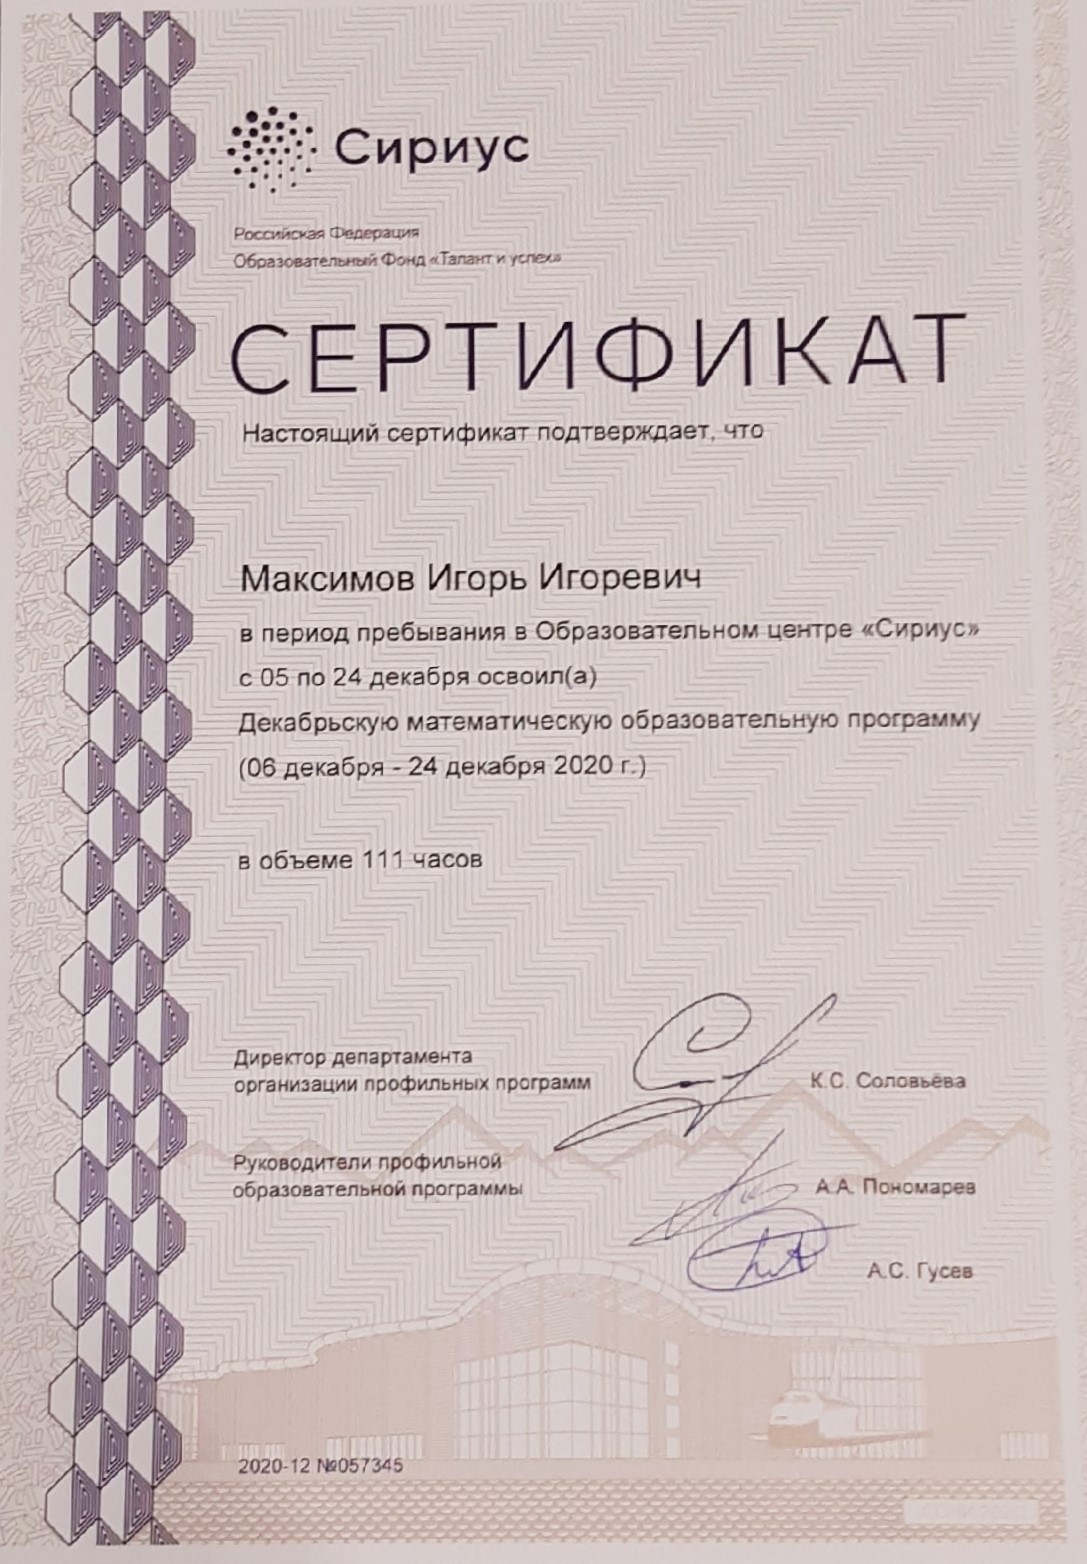 Сириус
Российская Федерация
Образовательный Фонд «Талант и успех»
СЕРТИФИКАТ
Настоящий сертификат подтверждает, что
Максимов Игорь Игоревич
в период пребывания в Образовательном центре «Сириус»
с 05 по 24 декабря освоил(а)
Декабрьскую математическую образовательную программу
(06 декабря - 24 декабря 2020 г.)
в объеме 111 часов
Директор департамента
организации профильных программ
К.С. Соловьёва
Руководители профильной
образовательной программы
А.А. Пономарев
А.С. Гусев
2020-12 №057345